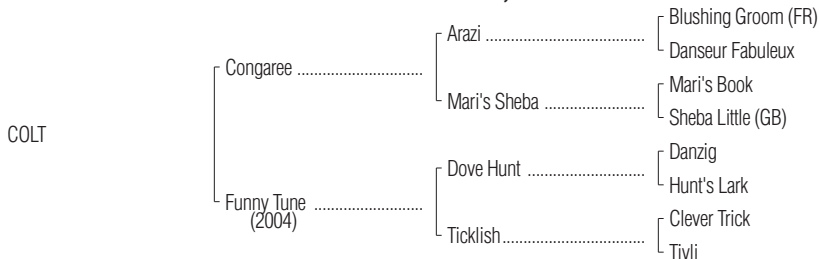 Blushing Groom (FR)
Arazi ................................................
Danseur Fabuleux
Congaree ......................................
Mari's Book
Mari's Sheba ..............................
Sheba Little (GB)
COLT
Danzig
Dove Hunt ...................................
Hunt's Lark
Funny Tune .................................
(2004)
Clever Trick
Ticklish...........................................
Tivli